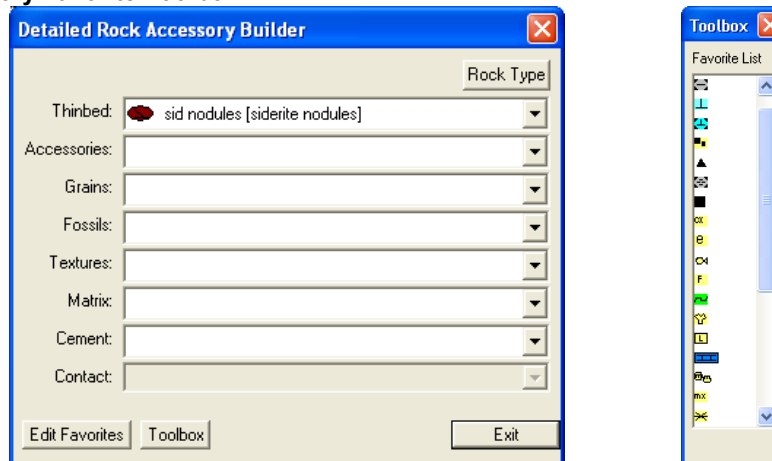 Detailed Rock Accessory Builder
Rock Type
Thinbed: sid nodules [siderite nodules]
Accessories:
Grains:
Fossils:
Textures:
Matrix:
Cement:
Contact:
Edit Favorites Toolbox Exit
Toolbox
Favorite List
e
F
L
mx